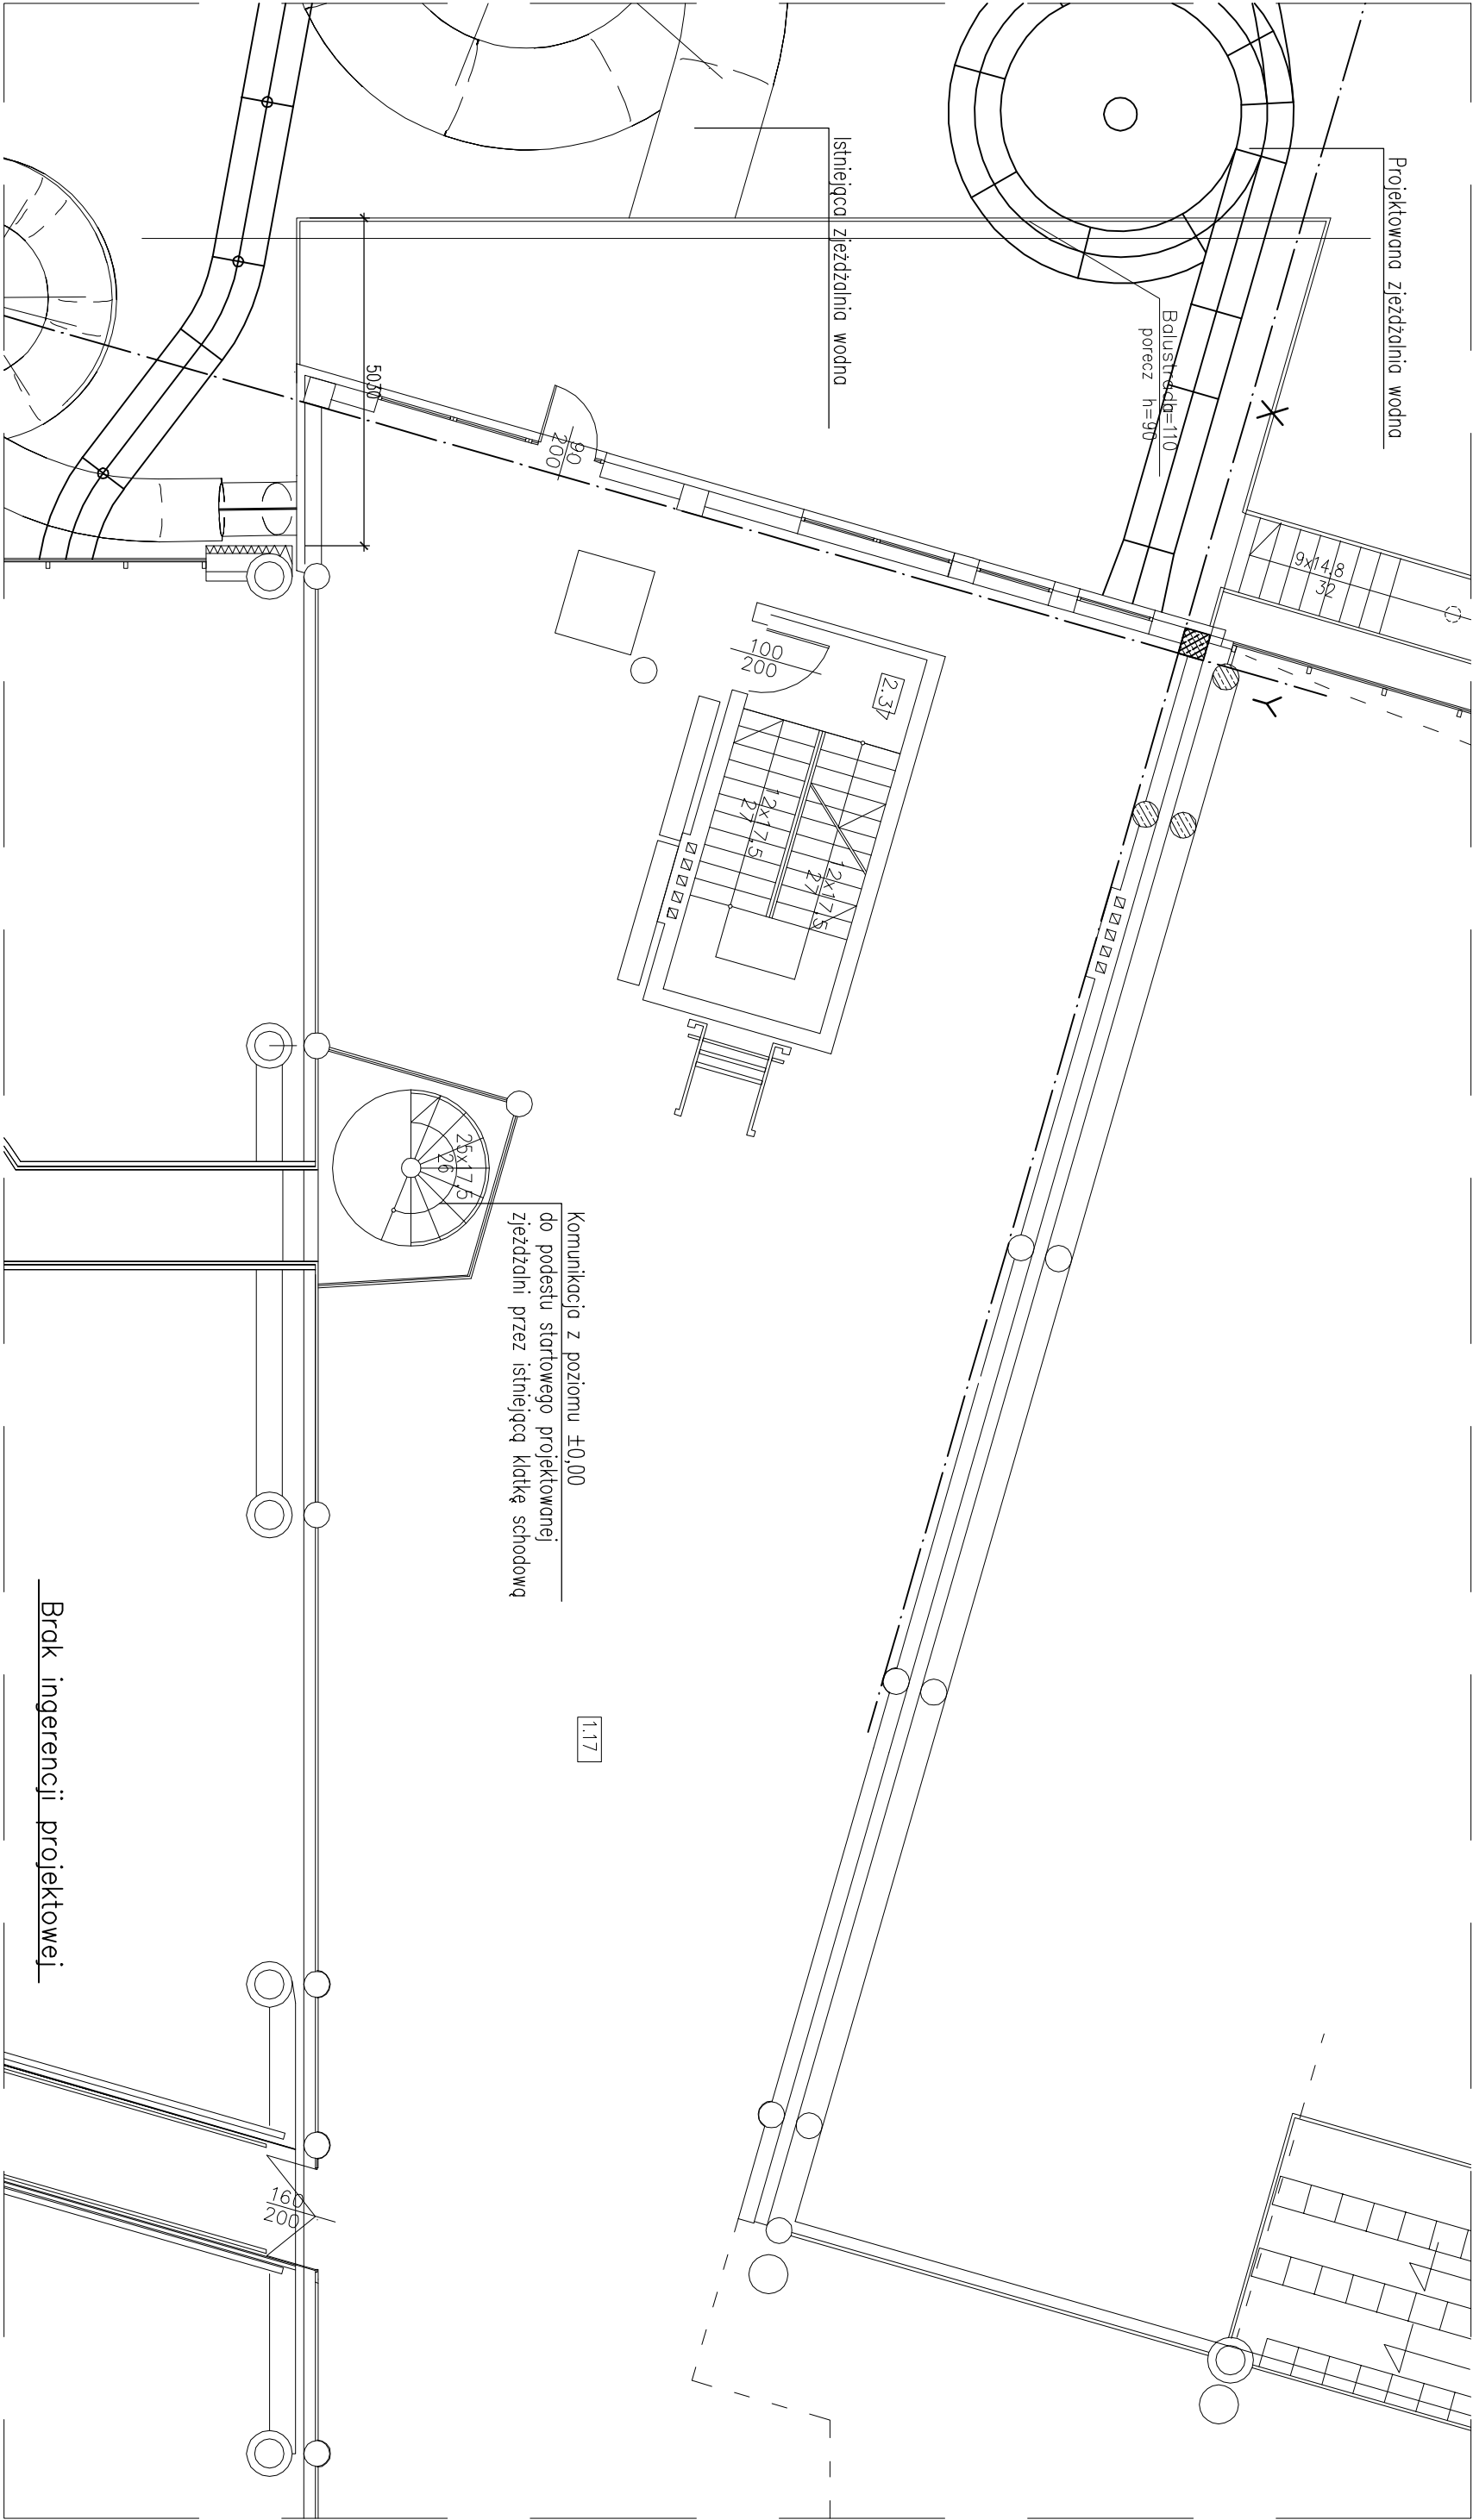 Projektowana zjeżdżalnia wodna
Istniejąca zjeżdżalnia wodna
Balustrada=110
poręcz h=90
X
Y
9x14.8
32
5030
90
200
100
200
2.37
12x17,5
27
12x17,5
27
25x17,5
26
Komunikacja z poziomu ±0,00
do podestu startowego projektowanej
zjeżdżalni przez istniejącą klatkę schodową
1.17
Brak ingerencji projektowej
160
200